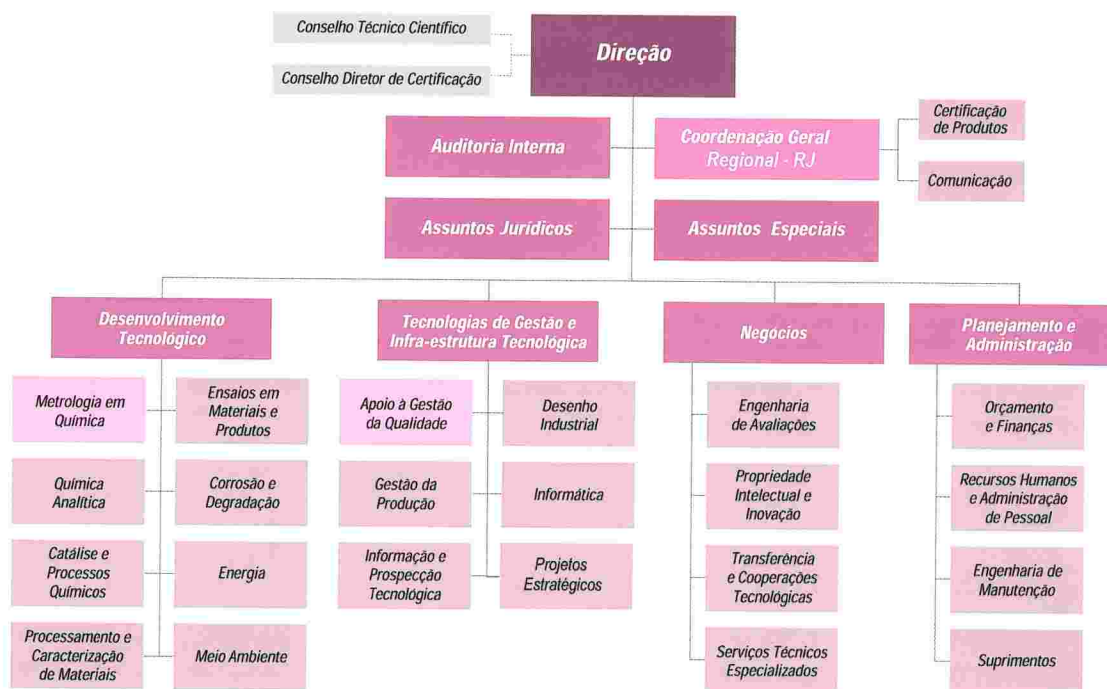 Conselho Técnico Científico
Conselho Diretor de Certificação
Direção
Auditoria Interna
Coordenação Geral
Regional - RJ
Certificação
de Produtos
Comunicação
Assuntos Jurídicos
Assuntos Especiais
Desenvolvimento
Tecnológico
Tecnologias de Gestão e
Infra-estrutura Tecnológica
Negócios
Planejamento e
Administração
Metrologia em
Química
Ensaios em
Materiais e
Produtos
Química
Analítica
Corrosão e
Degradação
Catálise e
Processos
Químicos
Energia
Processamento e
Caracterização
de Materiais
Meio Ambiente
Apoio à Gestão
da Qualidade
Desenho
Industrial
Gestão da
Produção
Informática
Informação e
Prospecção
Tecnológica
Projetos
Estratégicos
Engenharia
de Avaliações
Propriedade
Intelectual e
Inovação
Transferência
e Cooperações
Tecnológicas
Serviços Técnicos
Especializados
Orçamento
e Finanças
Recursos Humanos
e Administração
de Pessoal
Engenharia de
Manutenção
Suprimentos